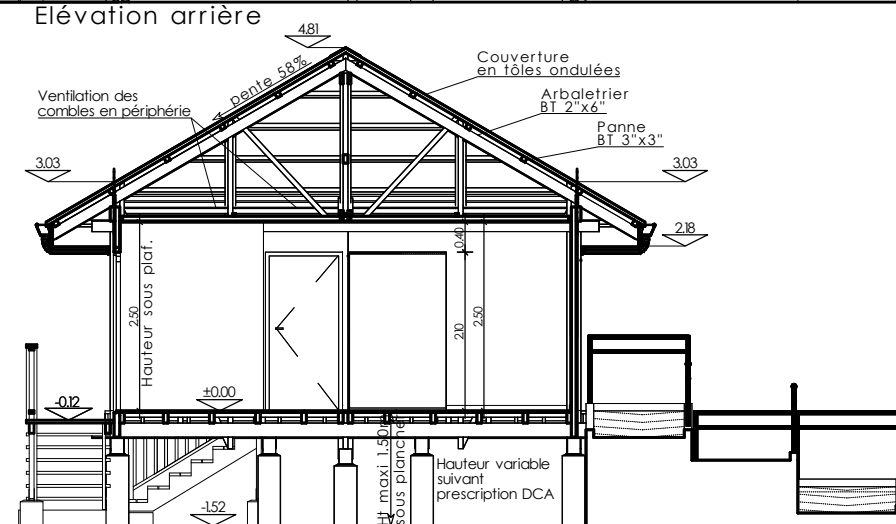 Elévation arrière
4.81
pente 58%
Couverture
en tôles ondulées
Ventilation des
combles en périphérie
Arbaletrier
BT 2"x6"
Panne
BT 3"x3"
3.03
3.03
2.18
0.40
2.50
Hauteur sous plaf.
2.10
2.50
±0.00
-0.12
Ht maxi 1.50m
sous plancher
Hauteur variable
suivant
prescription DCA
-1.52